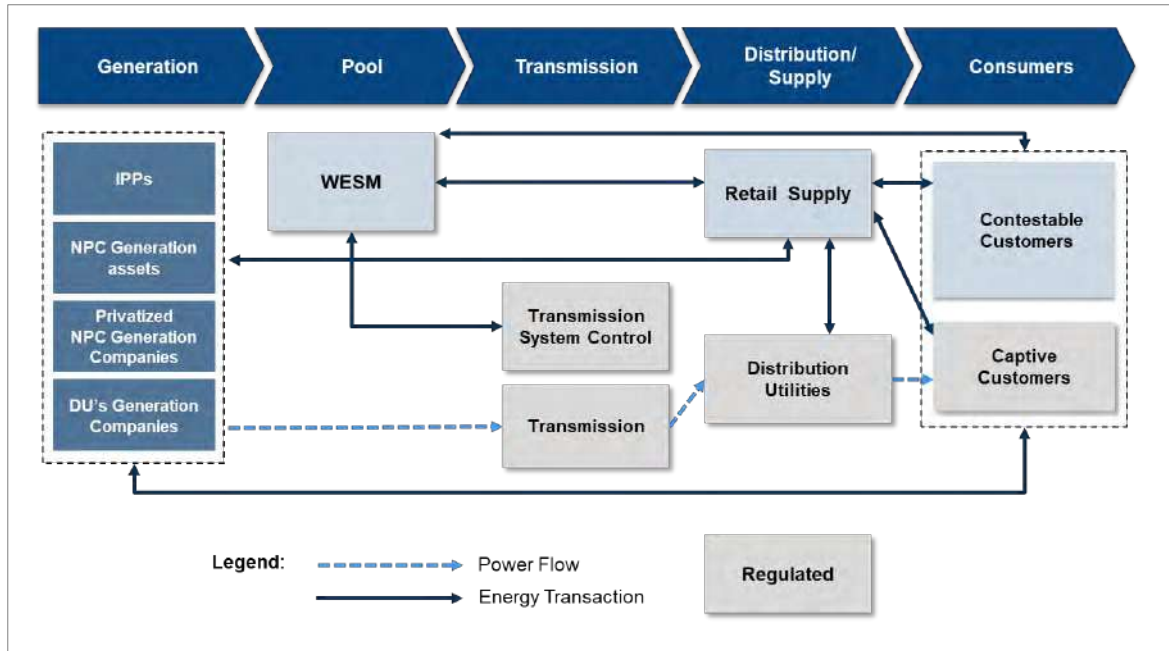 Generation
Pool
Transmission
Distribution/
Supply
Consumers
IPPs
NPC Generation
assets
Privatized
NPC Generation
Companies
DU's Generation
Companies
WESM
Transmission
System Control
Transmission
Retail Supply
Distribution
Utilities
Contestable
Customers
Captive
Customers
Legend:
Power Flow
Energy Transaction
Regulated